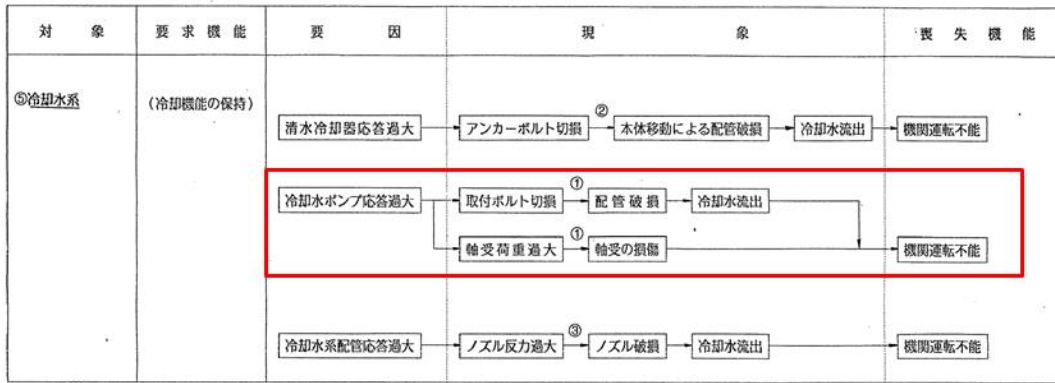 対象 要求機能 要因 現象 喪失機能
⑤冷却水系 (冷却機能の保持)
清水冷却器応答過大 アンカーボルト切損 ② 本体移動による配管破損 冷却水流出 機関運転不能
冷却水ポンプ応答過大 取付ボルト切損 ① 配管破損 冷却水流出
軸受荷重過大 ① 軸受の損傷 機関運転不能
冷却水系配管応答過大 ノズル反力過大 ③ ノズル破損 冷却水流出 機関運転不能